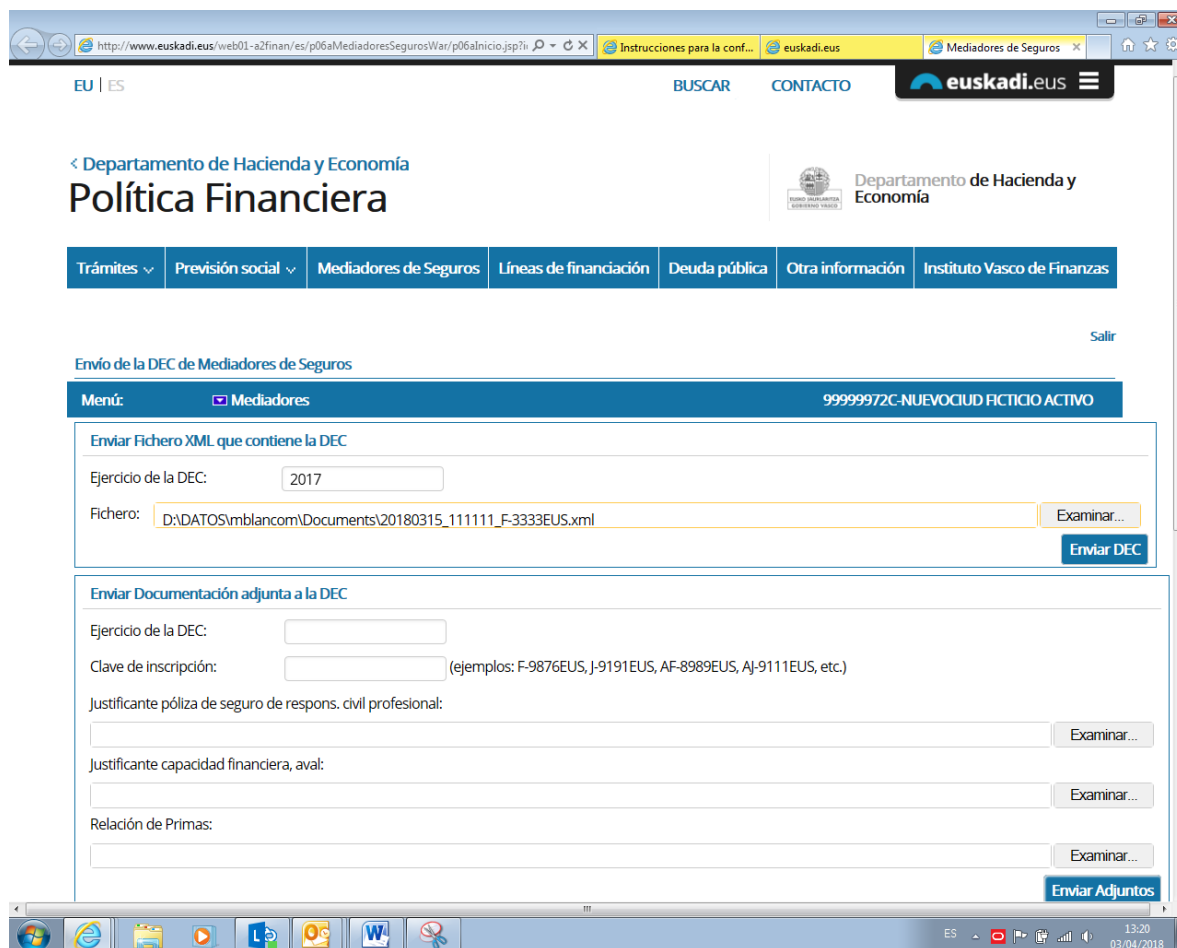 http://www.euskadi.eus/web01-a2finan/es/p06aMediadoresSegurosWar/p06aInicio.jsp?i
Instrucciones para la conf...
euskadi.eus
Mediadores de Seguros
EU | ES
BUSCAR
CONTACTO
euskadi.eus
< Departamento de Hacienda y Economía
Política Financiera
EUSKO JAURLARITZA
GOBIERNO VASCO
Departamento de Hacienda y
Economía
Trámites
Previsión social
Mediadores de Seguros
Líneas de financiación
Deuda pública
Otra información
Instituto Vasco de Finanzas
Salir
Envío de la DEC de Mediadores de Seguros
Menú:
Mediadores
99999972C-NUEVOCIUD FICTICIO ACTIVO
Enviar Fichero XML que contiene la DEC
Ejercicio de la DEC:
2017
Fichero:
D:\DATOS\mblancom\Documents\20180315_111111_F-3333EUS.xml
Examinar...
Enviar DEC
Enviar Documentación adjunta a la DEC
Ejercicio de la DEC:
Clave de inscripción:
(ejemplos: F-9876EUS, J-9191EUS, AF-8989EUS, AJ-9111EUS, etc.)
Justificante póliza de seguro de respons. civil profesional:
Examinar...
Justificante capacidad financiera, aval:
Examinar...
Relación de Primas:
Examinar...
Enviar Adjuntos
ES
13:20
03/04/2018